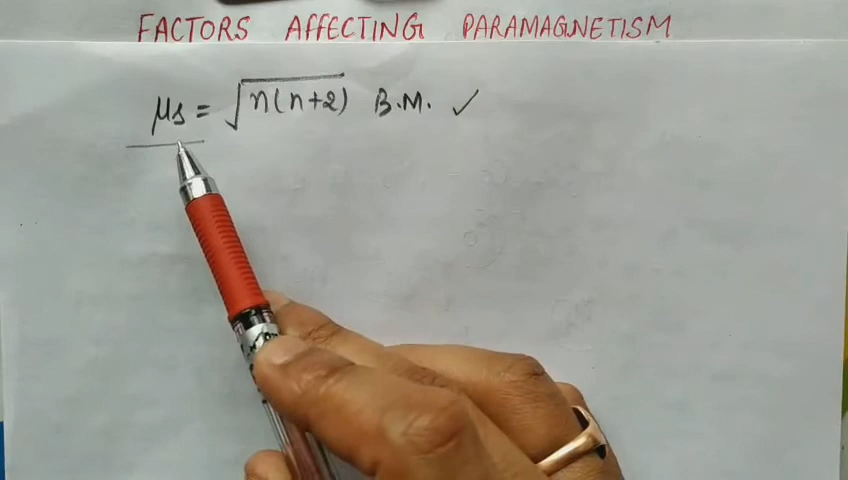 FACTORS AFFECTING PARAMAGNETISM
μs = √n(n+2) B.M. ✓